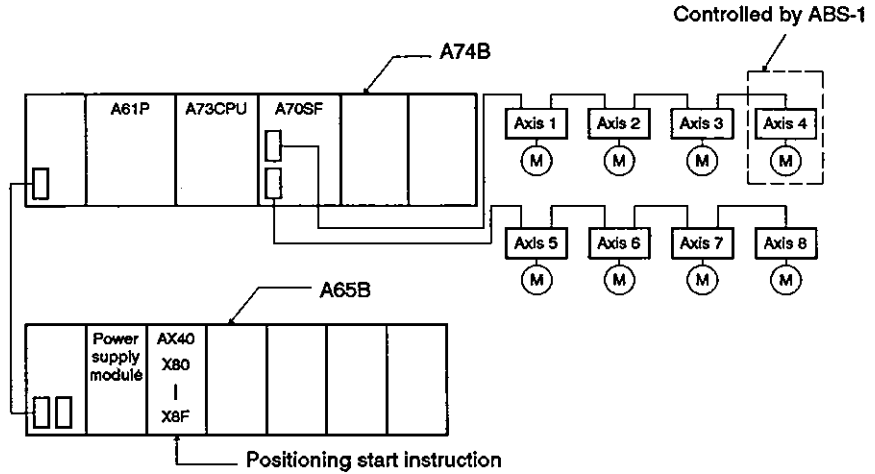 Controlled by ABS-1
A74B
A61P
A73CPU
A70SF
Axis 1
Axis 2
Axis 3
Axis 4
M
M
M
M
Axis 5
Axis 6
Axis 7
Axis 8
M
M
M
M
A65B
Power
supply
module
AX40
X80
|
X8F
Positioning start instruction